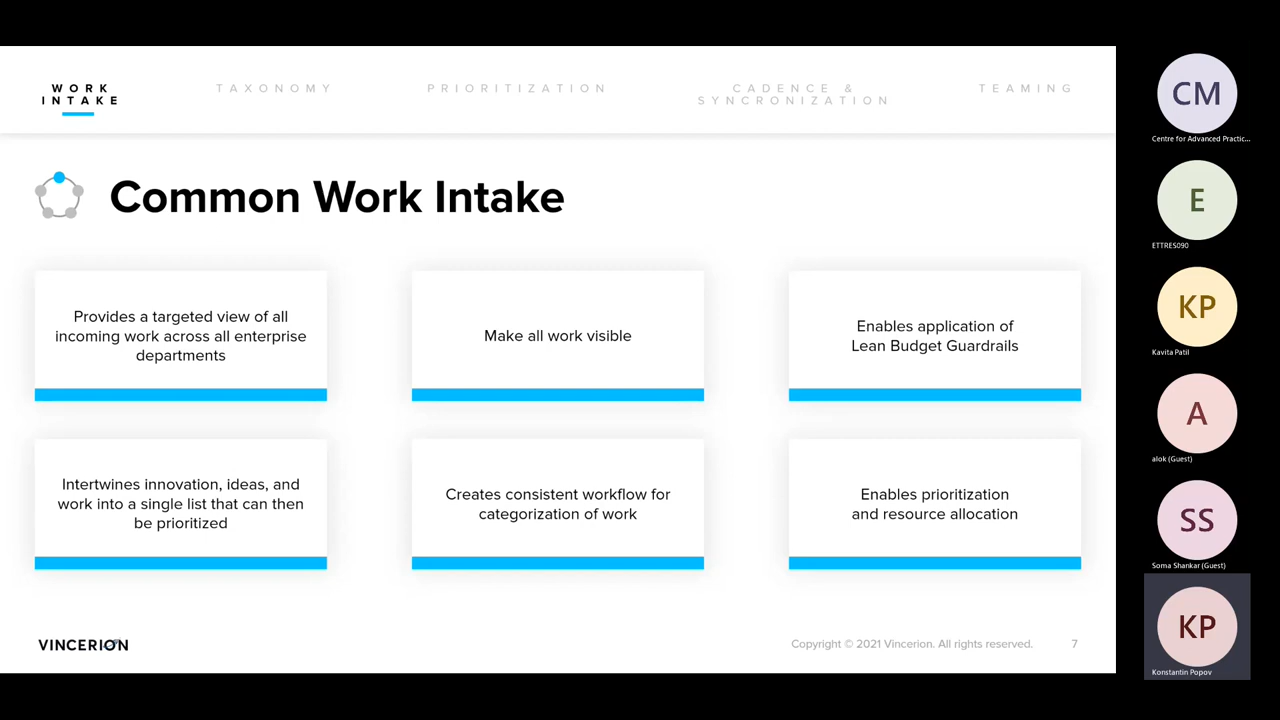 WORK
INTAKE
TAXONOMY
PRIORITIZATION
CADENCE &
SYNCRONIZATION
TEAMING
Common Work Intake
Provides a targeted view of all
incoming work across all enterprise
departments
Make all work visible
Enables application of
Lean Budget Guardrails
Intertwines innovation, ideas, and
work into a single list that can then
be prioritized
Creates consistent workflow for
categorization of work
Enables prioritization
and resource allocation
VINCERION
Copyright © 2021 Vincerion. All rights reserved.
7
CM
Centre for Advanced Practic...
E
ETTRES090
KP
Kavita Patil
A
alok (Guest)
SS
Soma Shankar (Guest)
KP
Konstantin Popov